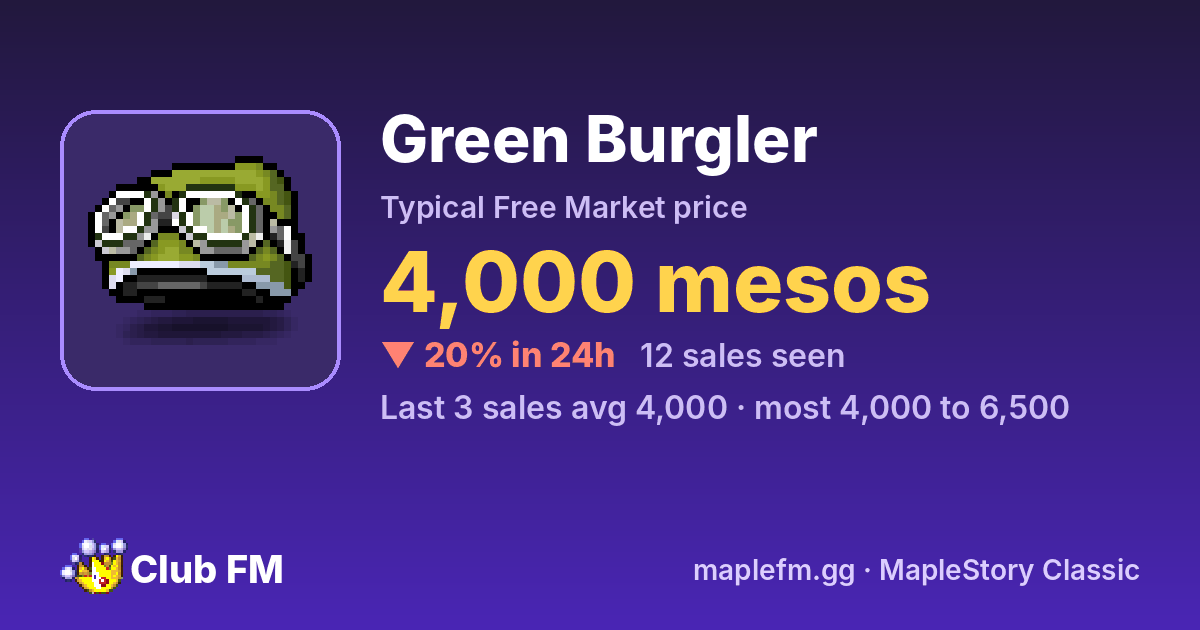 Green Burgler
Typical Free Market price
4,000 mesos
▼ 20% in 24h 12 sales seen
Last 3 sales avg 4,000 · most 4,000 to 6,500
Club FM
maplefm.gg · MapleStory Classic